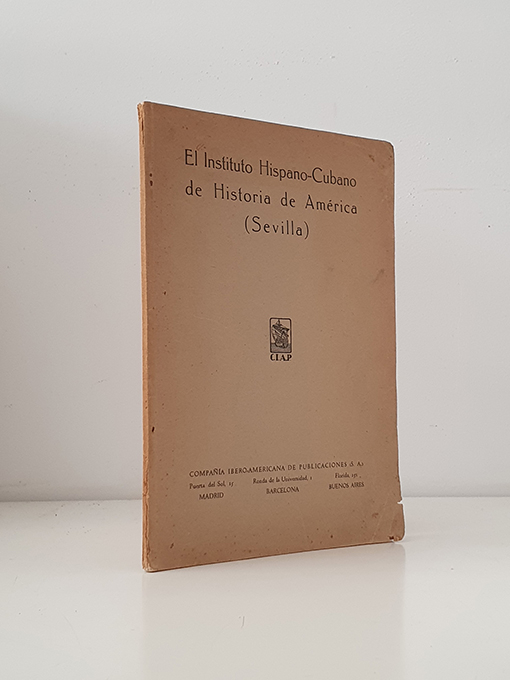 El Instituto Hispano-Cubano
de Historia de América
(Sevilla)
C.I.A.P
COMPAÑÍA IBERO-AMERICANA DE PUBLICACIONES (S. A.)
Puerta del Sol, 15 Ronda de la Universidad, 1 Florida, 251
MADRID BARCELONA BUENOS AIRES